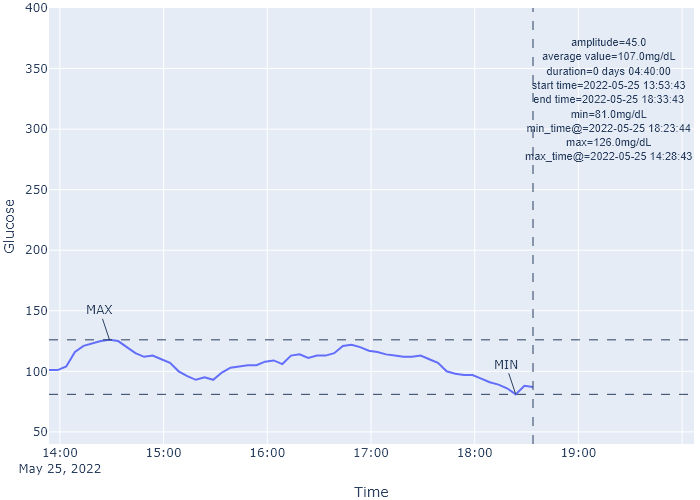 400
350
300
250
200
150
100
50
Glucose
amplitude=45.0
average value=107.0mg/dL
duration=0 days 04:40:00
start time=2022-05-25 13:53:43
end time=2022-05-25 18:33:43
min=81.0mg/dL
min_time@=2022-05-25 18:23:44
max=126.0mg/dL
max_time@=2022-05-25 14:28:43
MAX
MIN
14:00 15:00 16:00 17:00 18:00 19:00
May 25, 2022
Time